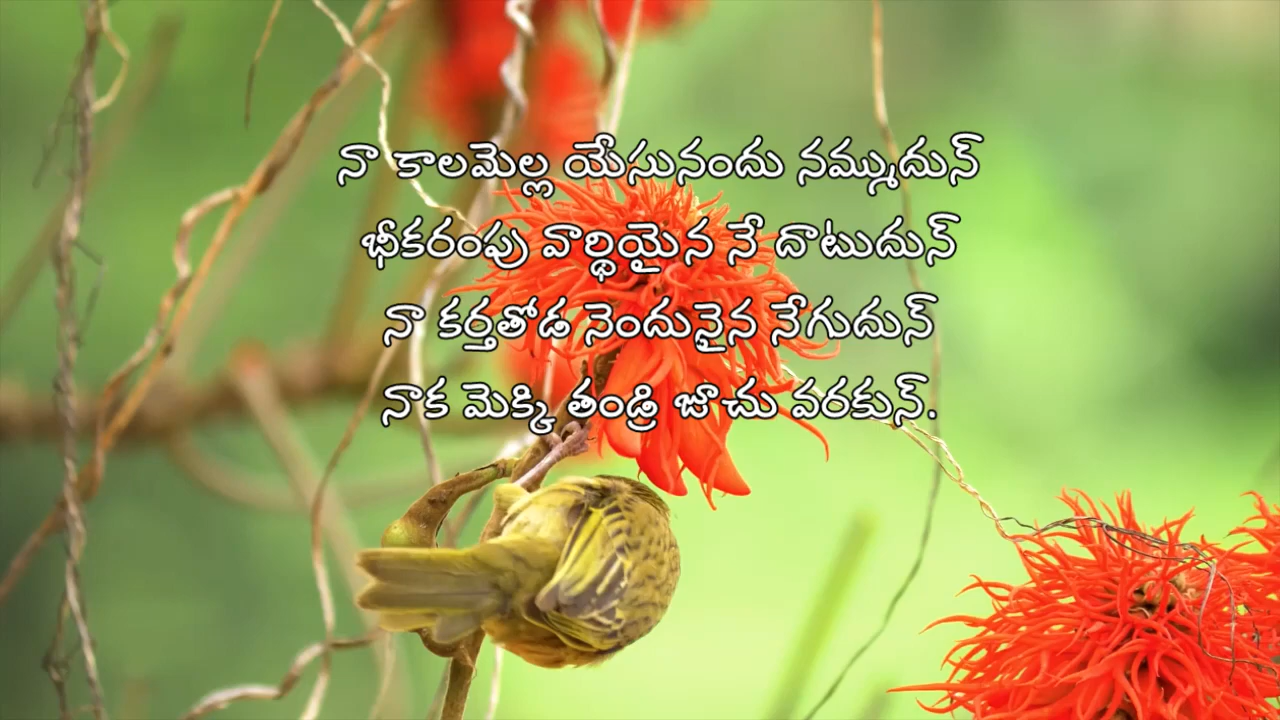 నా కాలమెల్ల యేసునందు నమ్ముదున్
భీకరంపు వార్థియైన నే దాటుదున్
నా కర్తతోడ నెందునైన నేగుదున్
నాక మెక్కి తండ్రి జూచు వరకున్.